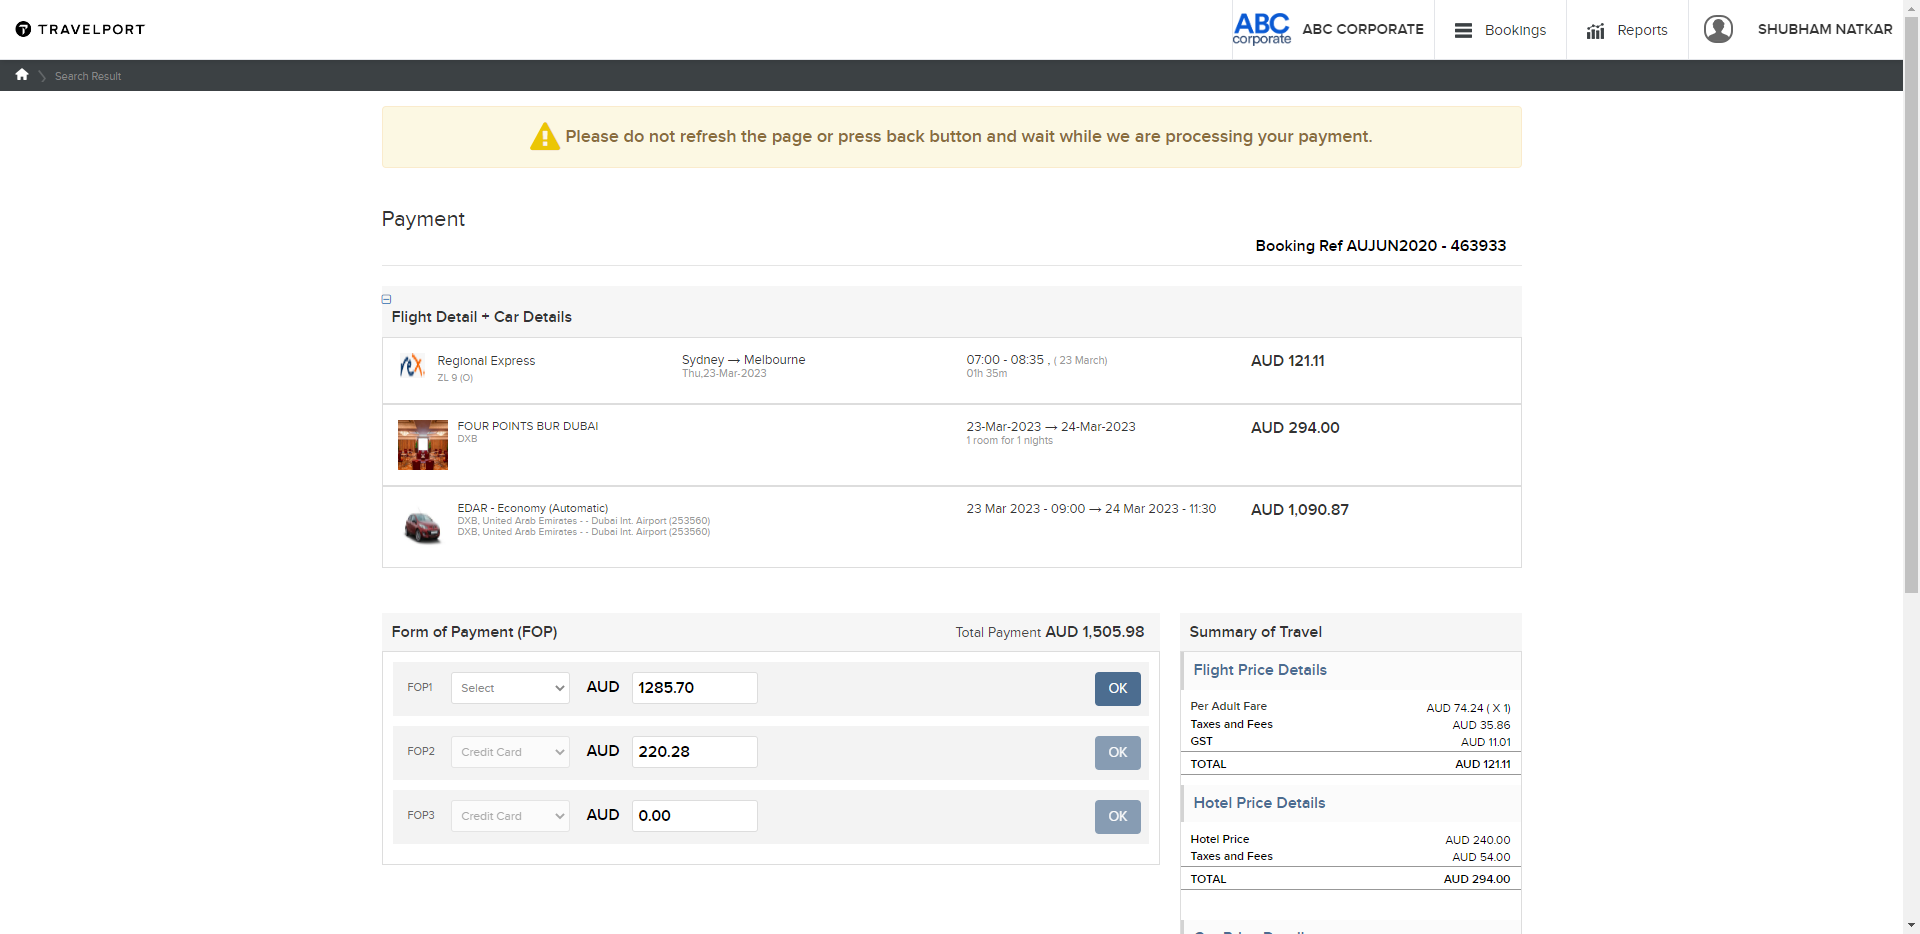 TRAVELPORT
ABC
corporate
ABC CORPORATE
Bookings
Reports
SHUBHAM NATKAR
Search Result
Please do not refresh the page or press back button and wait while we are processing your payment.
Payment
Booking Ref AUJUN2020 - 463933
Flight Detail + Car Details
rex
Regional Express
ZL 9 (O)
Sydney → Melbourne
Thu,23-Mar-2023
07:00 - 08:35 , ( 23 March)
01h 35m
AUD 121.11
FOUR POINTS BUR DUBAI
DXB
23-Mar-2023 → 24-Mar-2023
1 room for 1 nights
AUD 294.00
EDAR - Economy (Automatic)
DXB, United Arab Emirates - - Dubai Int. Airport (253560)
DXB, United Arab Emirates - - Dubai Int. Airport (253560)
23 Mar 2023 - 09:00 → 24 Mar 2023 - 11:30
AUD 1,090.87
Form of Payment (FOP)
Total Payment AUD 1,505.98
FOP1 Select AUD 1285.70 OK
FOP2 Credit Card AUD 220.28 OK
FOP3 Credit Card AUD 0.00 OK
Summary of Travel
Flight Price Details
Per Adult Fare AUD 74.24 ( X 1)
Taxes and Fees AUD 35.86
GST AUD 11.01
TOTAL AUD 121.11
Hotel Price Details
Hotel Price AUD 240.00
Taxes and Fees AUD 54.00
TOTAL AUD 294.00